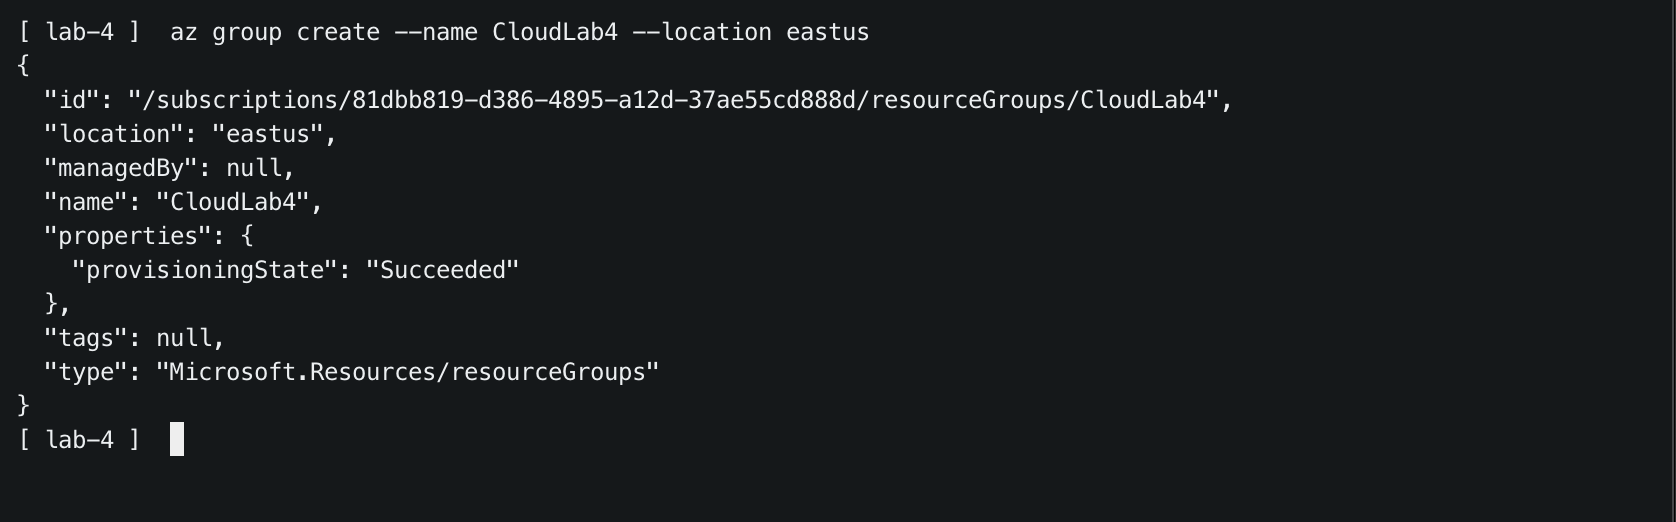 [ lab-4 ]  az group create --name CloudLab4 --location eastus
{
  "id": "/subscriptions/81dbb819-d386-4895-a12d-37ae55cd888d/resourceGroups/CloudLab4",
  "location": "eastus",
  "managedBy": null,
  "name": "CloudLab4",
  "properties": {
    "provisioningState": "Succeeded"
  },
  "tags": null,
  "type": "Microsoft.Resources/resourceGroups"
}
[ lab-4 ]